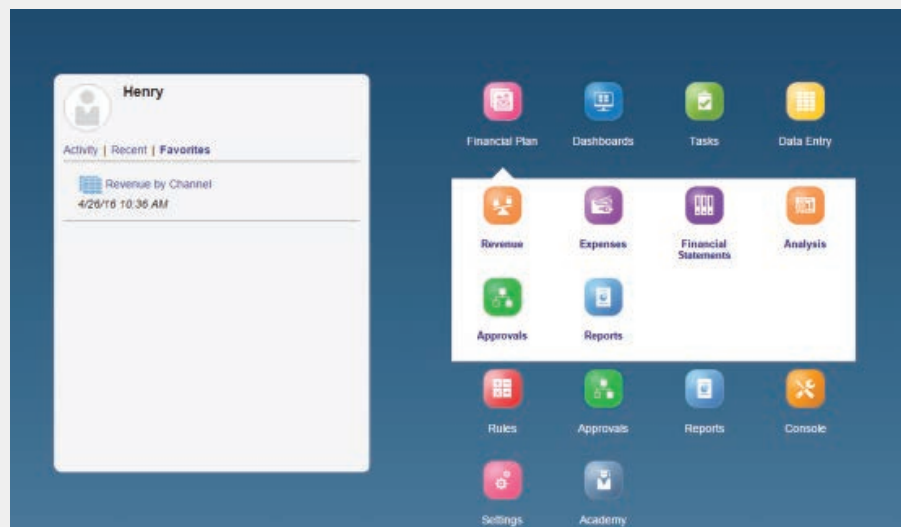 Henry
Activity | Recent | Favorites
Revenue by Channel
4/26/16 10:36 AM
Financial Plan
Dashboards
Tasks
Data Entry
Revenue
Expenses
Financial
Statements
Analysis
Approvals
Reports
Rules
Approvals
Reports
Console
Settings
Academy